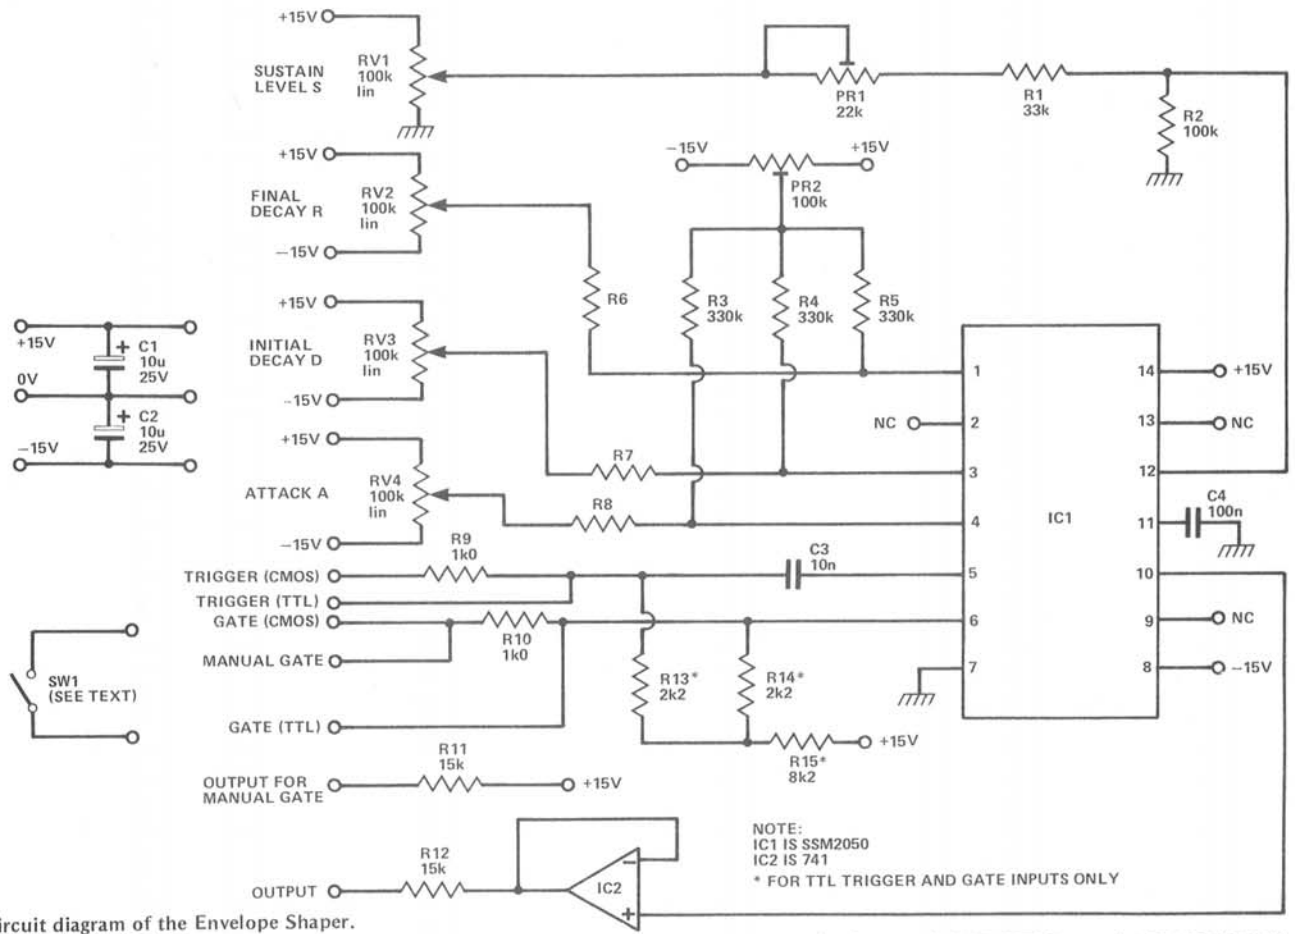 +15V
SUSTAIN
LEVEL S
RV1
100k
lin
PR1
22k
R1
33k
R2
100k
+15V
FINAL
DECAY R
RV2
100k
lin
−15V
−15V
+15V
PR2
100k
R6
R3
330k
R4
330k
R5
330k
+15V
INITIAL
DECAY D
RV3
100k
lin
−15V
+15V
C1
10u
25V
0V
C2
10u
25V
−15V
+
+
+15V
ATTACK A
RV4
100k
lin
−15V
R7
R8
NC
1
2
3
4
5
6
7
IC1
14
13
12
11
10
9
8
+15V
NC
C4
100n
NC
−15V
R9
1k0
C3
10n
TRIGGER (CMOS)
TRIGGER (TTL)
GATE (CMOS)
R10
1k0
MANUAL GATE
SW1
(SEE TEXT)
R13*
2k2
R14*
2k2
GATE (TTL)
R15*
8k2
+15V
R11
15k
OUTPUT FOR
MANUAL GATE
+15V
NOTE:
IC1 IS SSM2050
IC2 IS 741
* FOR TTL TRIGGER AND GATE INPUTS ONLY
R12
15k
OUTPUT
IC2
−
+
ircuit diagram of the Envelope Shaper.